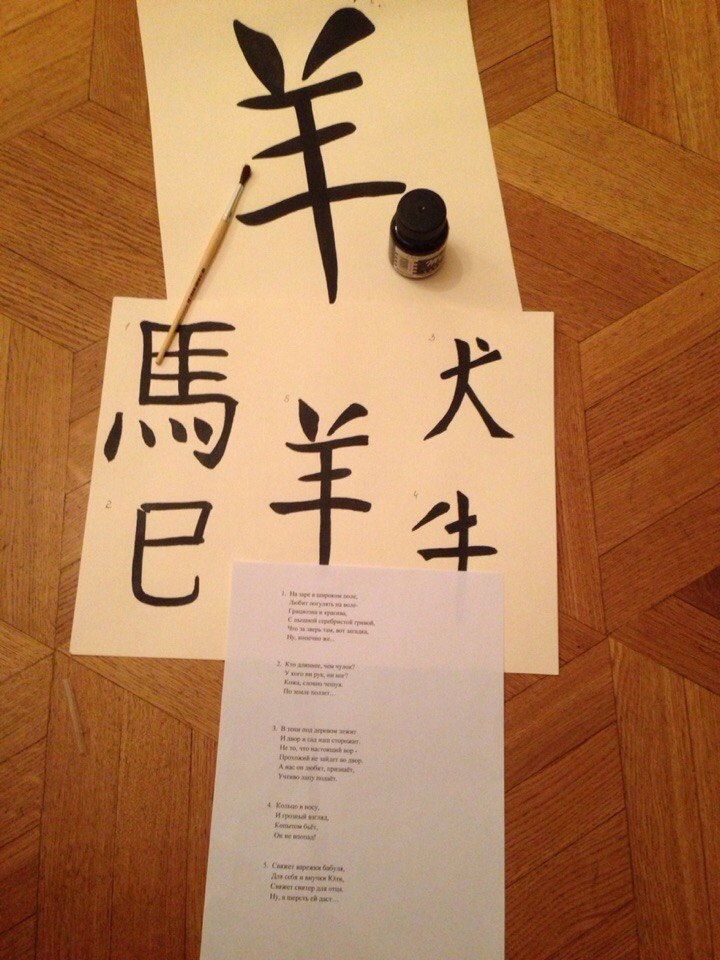 羊
1 馬
3 犬
5 羊
2 巳
4 牛
1. На заре в широком поле,
Любит погулять на воле-
Грациозна и красива,
С пышной серебристой гривой.
Что за зверь там, вот загадка,
Ну, конечно же...
2. Кто длиннее, чем чулок?
У кого ни рук, ни ног?
Кожа, словно чешуя.
По земле ползет...
3. В тени под деревом лежит
И двор и сад наш сторожит.
Не то, что настоящий вор -
Прохожий не зайдет во двор.
А нас он любит, признаёт,
Учтиво лапу подаёт.
4. Кольцо в носу,
И грозный взгляд,
Копытом бьёт,
Он не впопад!
5. Свяжет варежки бабуля,
Для себя и внучки Юли,
Свяжет свитер для отца.
Ну, а шерсть ей даст...